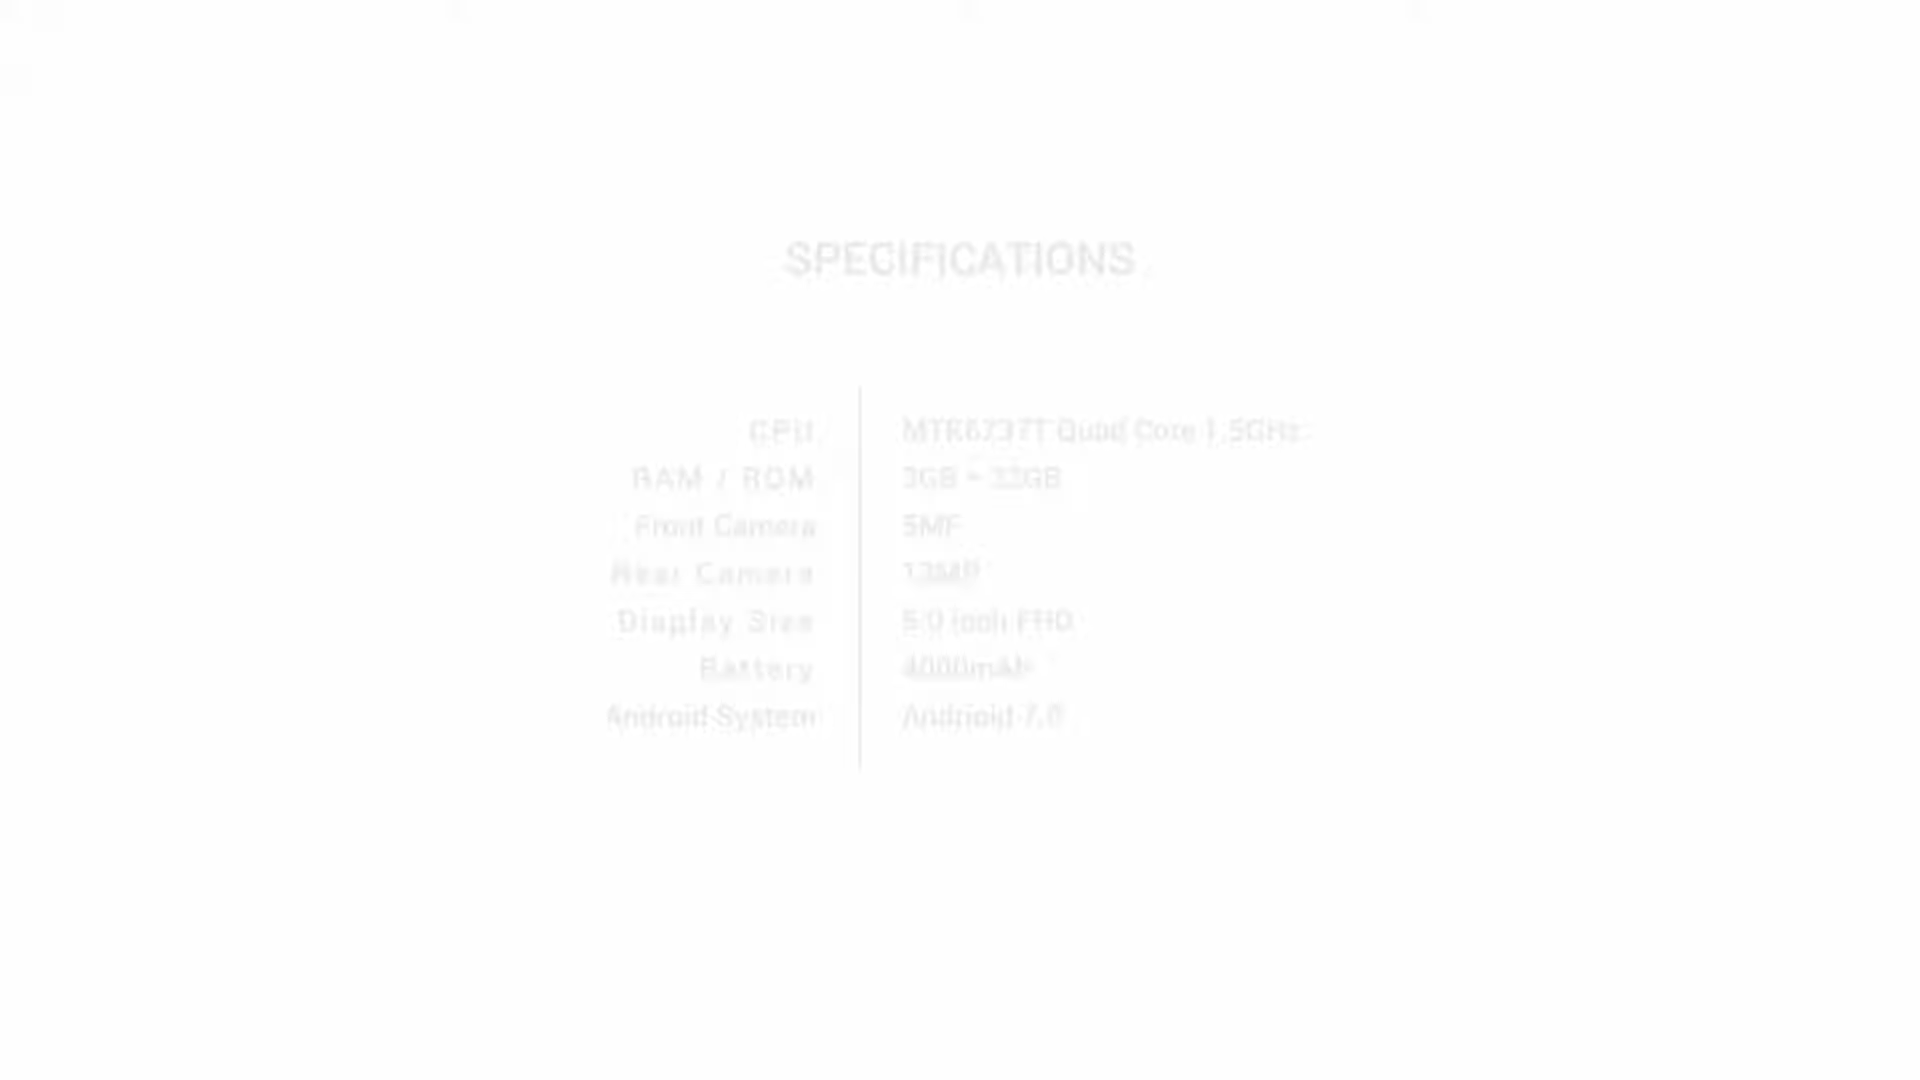 SPECIFICATIONS
CPU
MTK6737T Quad Core 1.5GHz
RAM / ROM
3GB + 32GB
Front Camera
5MP
Rear Camera
13MP
Display Size
5.0 inch FHD
Battery
4000mAh
Android System
Android 7.0